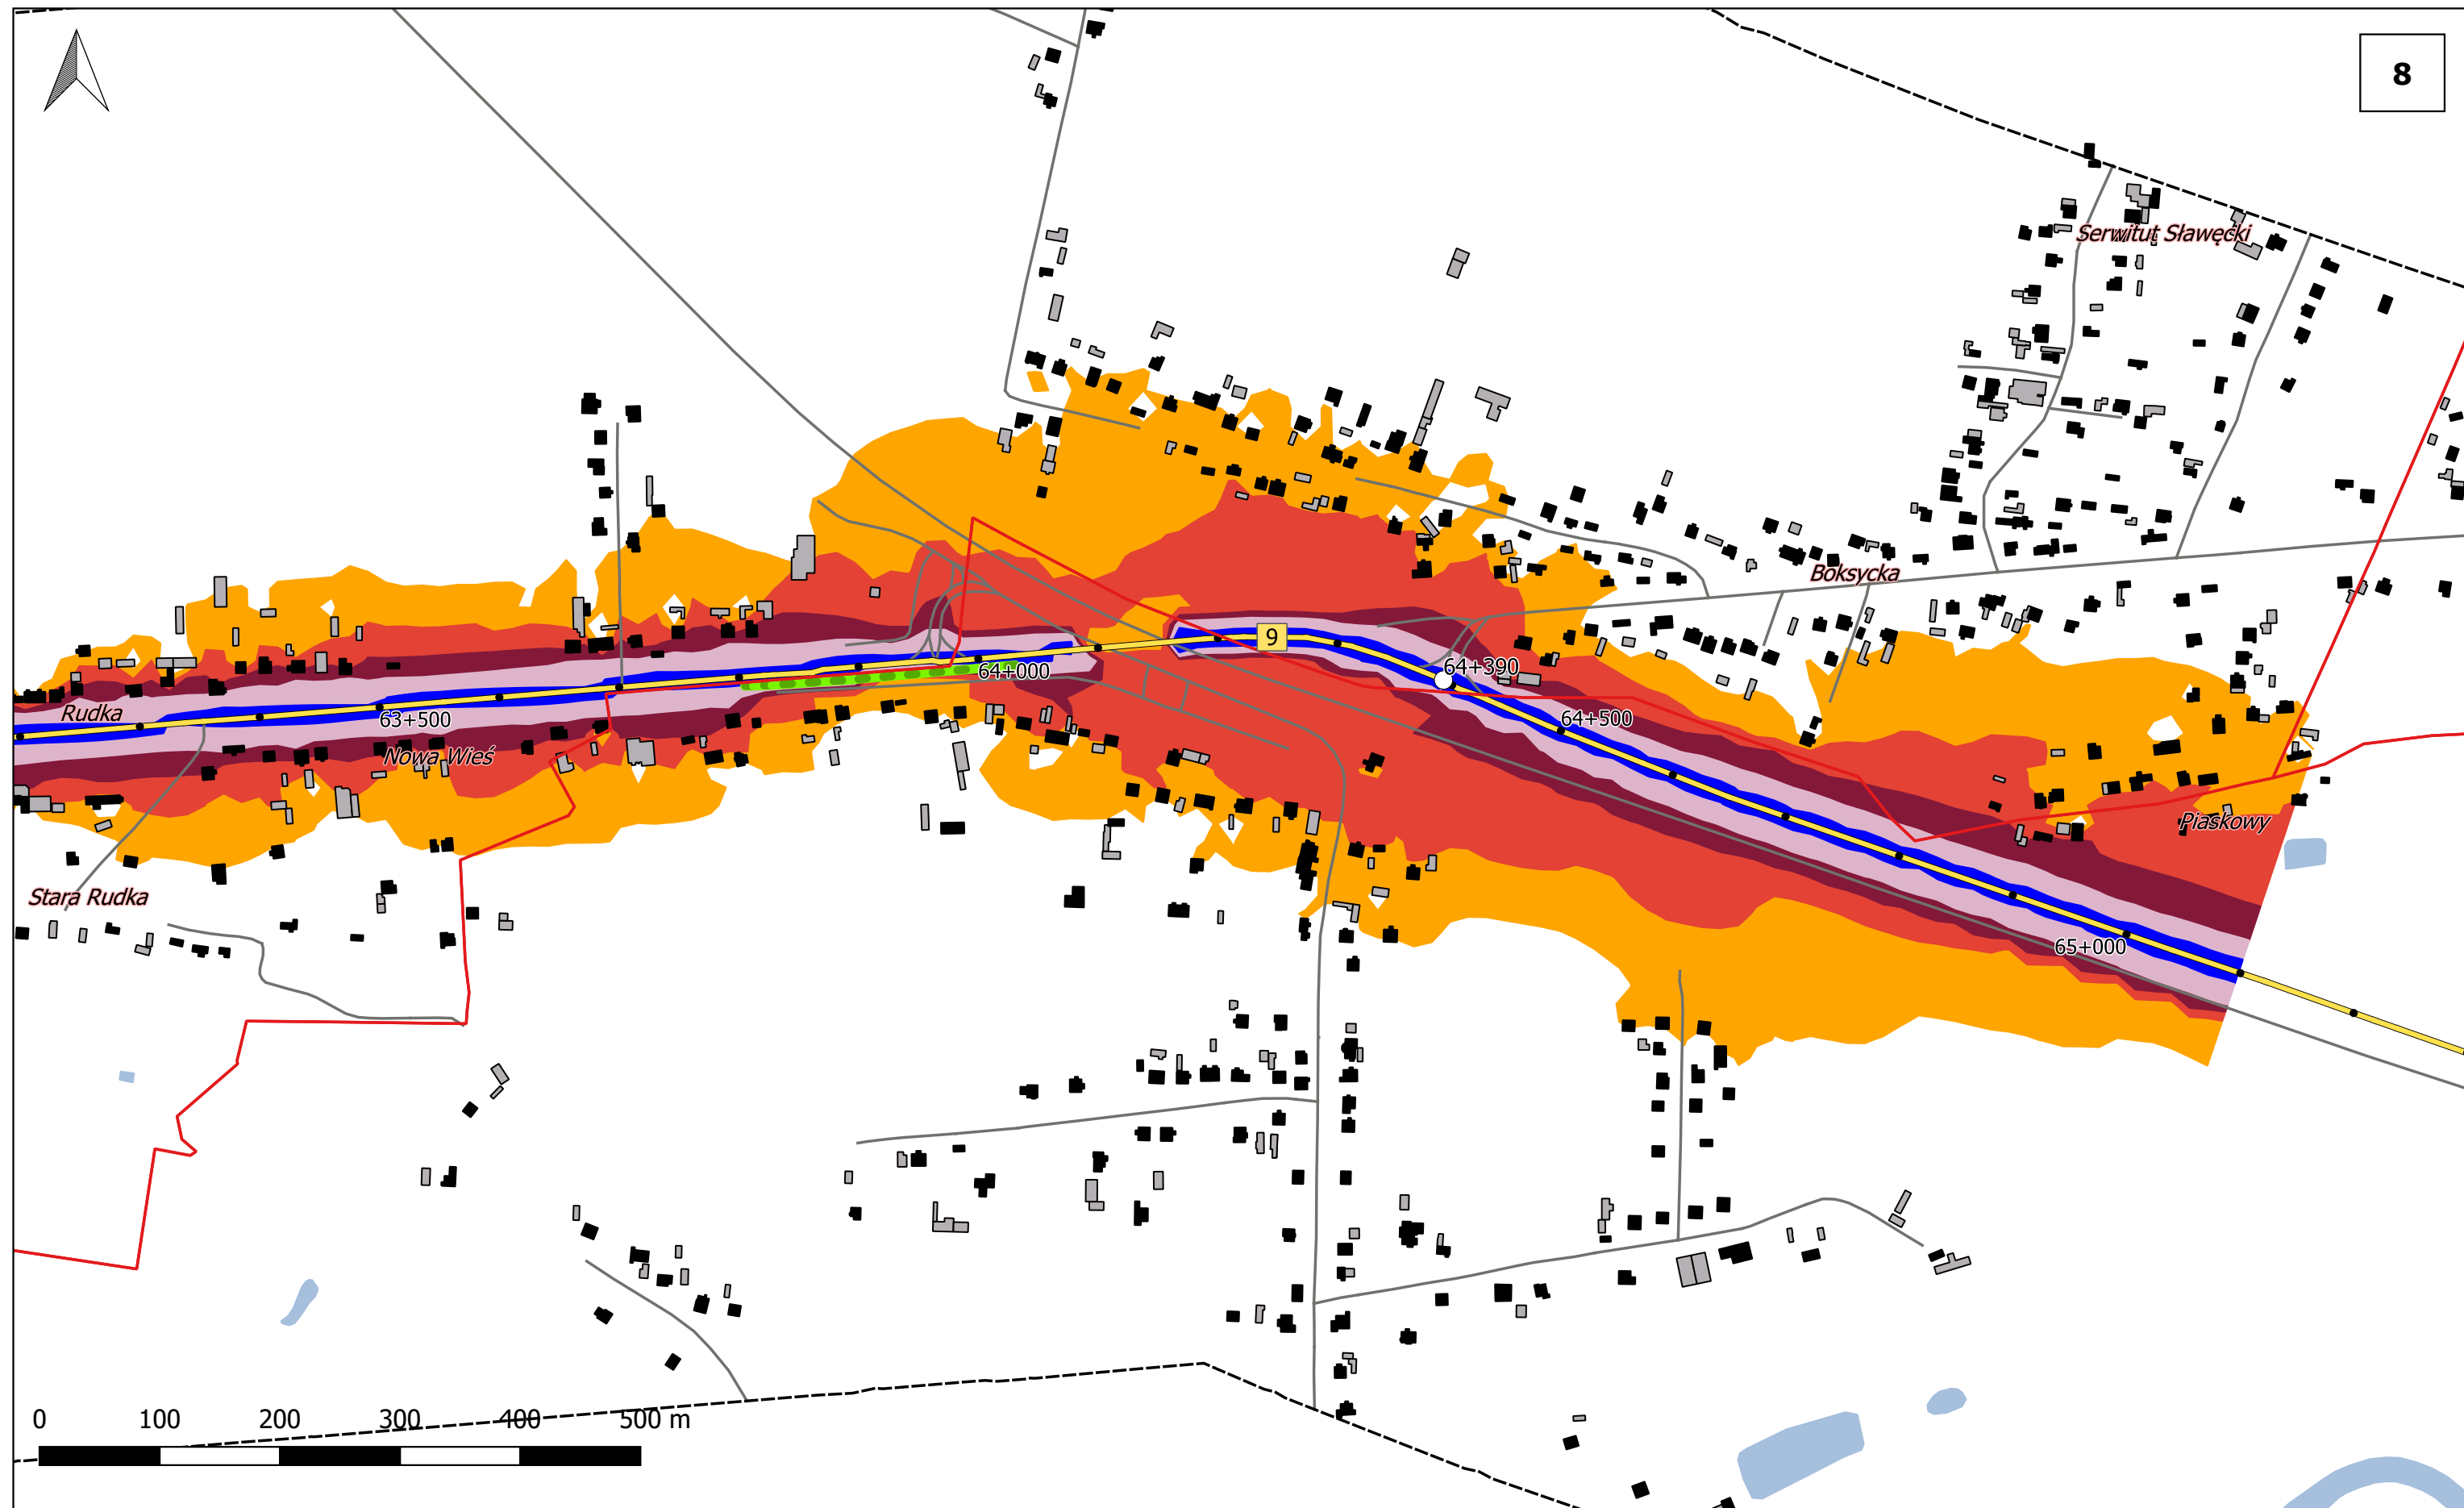 8
Serwitut Sławęcki
Boksycka
9
64+000
64+390
Rudka
63+500
64+500
Nowa Wieś
Piaskowy
Stara Rudka
65+000
0 100 200 300 400 500 m